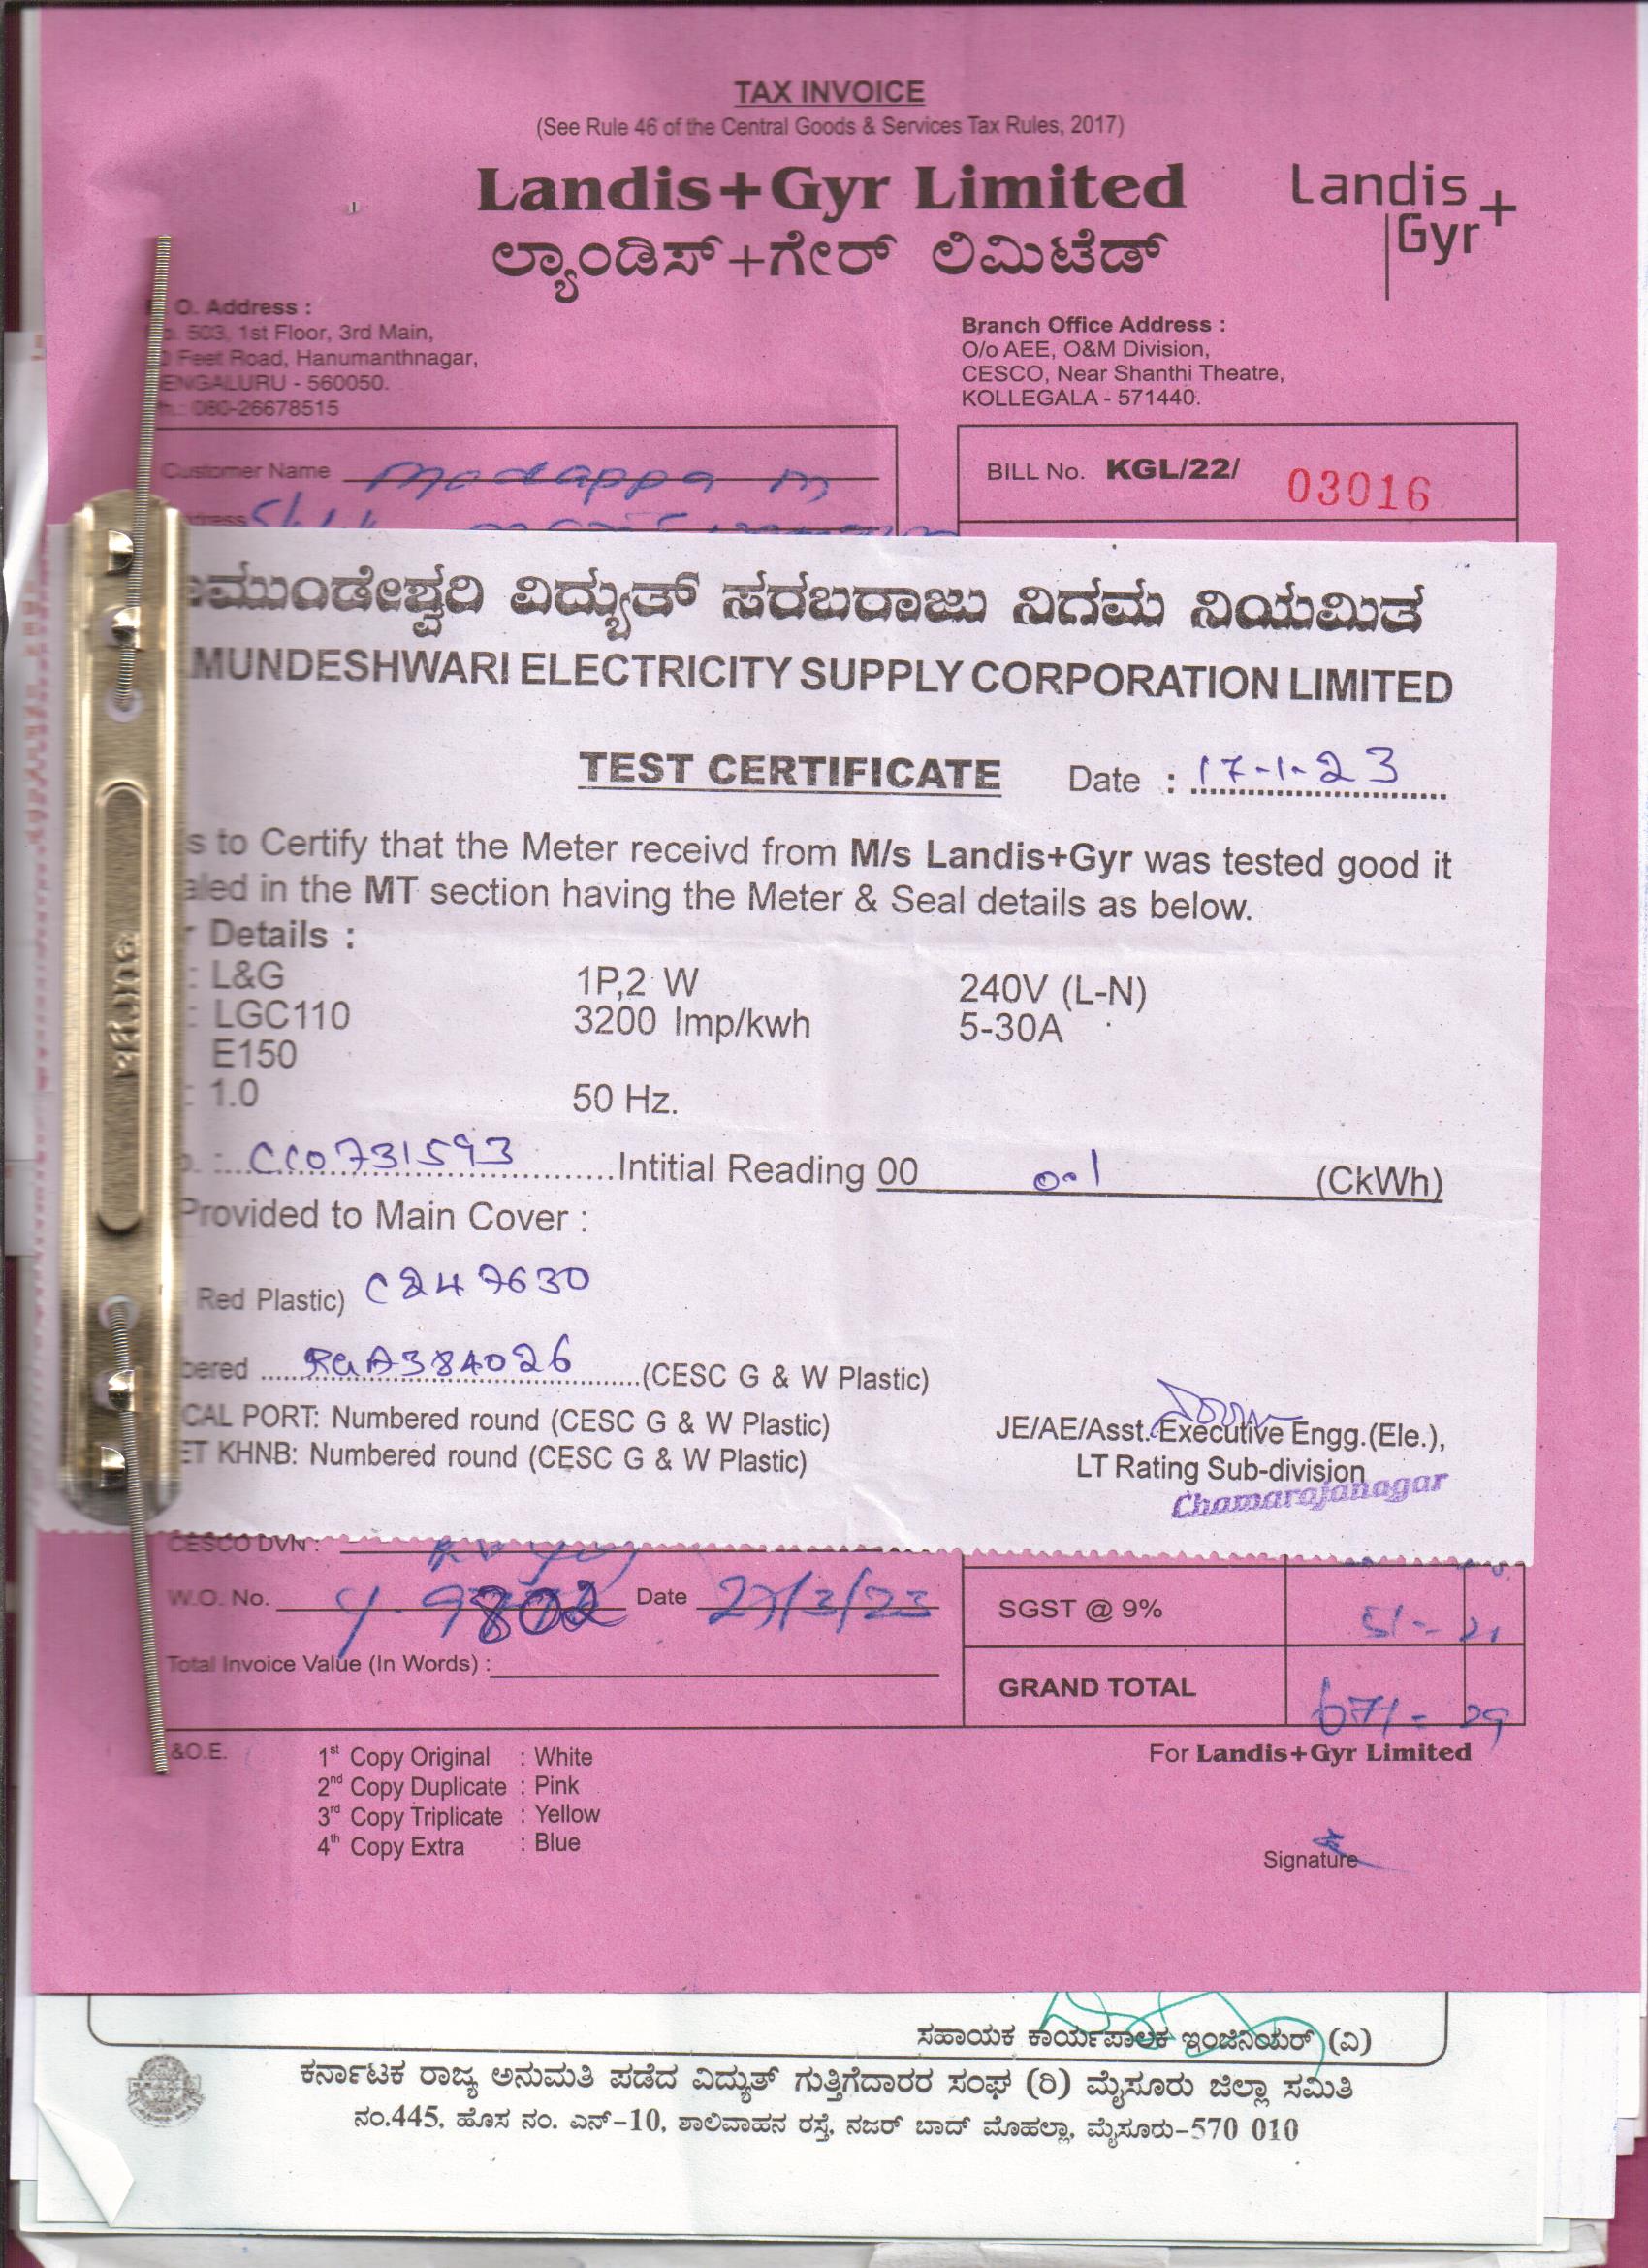 TAX INVOICE
(See Rule 46 of the Central Goods & Services Tax Rules, 2017)
Landis+Gyr Limited
ಲ್ಯಾಂಡಿಸ್+ಗೇರ್ ಲಿಮಿಟೆಡ್
Landis
Gyr+
O. Address :
503, 1st Floor, 3rd Main,
Feet Road, Hanumanthnagar,
ENGALURU - 560050.
080-26678515
Branch Office Address :
O/o AEE, O&M Division,
CESCO, Near Shanthi Theatre,
KOLLEGALA - 571440.
Customer Name Madappa m
BILL No. KGL/22/ 03016
ಮುಂಡೇಶ್ವರಿ ವಿದ್ಯುತ್ ಸರಬರಾಜು ನಿಗಮ ನಿಯಮಿತ
MUNDESHWARI ELECTRICITY SUPPLY CORPORATION LIMITED
TEST CERTIFICATE Date : 17-1-23
s to Certify that the Meter receivd from M/s Landis+Gyr was tested good it
aled in the MT section having the Meter & Seal details as below.
r Details :
: L&G 1P,2 W 240V (L-N)
: LGC110 3200 Imp/kwh 5-30A
E150
: 1.0 50 Hz.
: CC0731593 Intitial Reading 00 0.1 (CkWh)
Provided to Main Cover :
Red Plastic) C247630
bered RGA384026 (CESC G & W Plastic)
CAL PORT: Numbered round (CESC G & W Plastic)
ET KHNB: Numbered round (CESC G & W Plastic)
JE/AE/Asst. Executive Engg.(Ele.),
LT Rating Sub-division
Chamarajanagar
CESCO DVN :
W.O. No. 802 Date 27/3/23
SGST @ 9% 51=21
Total Invoice Value (In Words) :
GRAND TOTAL 671=29
&O.E.
1st Copy Original : White
2nd Copy Duplicate : Pink
3rd Copy Triplicate : Yellow
4th Copy Extra : Blue
For Landis+Gyr Limited
Signature
ಸಹಾಯಕ ಕಾರ್ಯಪಾಲಕ ಇಂಜಿನಿಯರ್ (ವಿ)
ಕರ್ನಾಟಕ ರಾಜ್ಯ ಅನುಮತಿ ಪಡೆದ ವಿದ್ಯುತ್ ಗುತ್ತಿಗೆದಾರರ ಸಂಘ (ರಿ) ಮೈಸೂರು ಜಿಲ್ಲಾ ಸಮಿತಿ
ನಂ.445, ಹೊಸ ನಂ. ಎನ್-10, ಶಾಲಿವಾಹನ ರಸ್ತೆ, ನಜರ್ ಬಾದ್ ಮೊಹಲ್ಲಾ, ಮೈಸೂರು-570 010